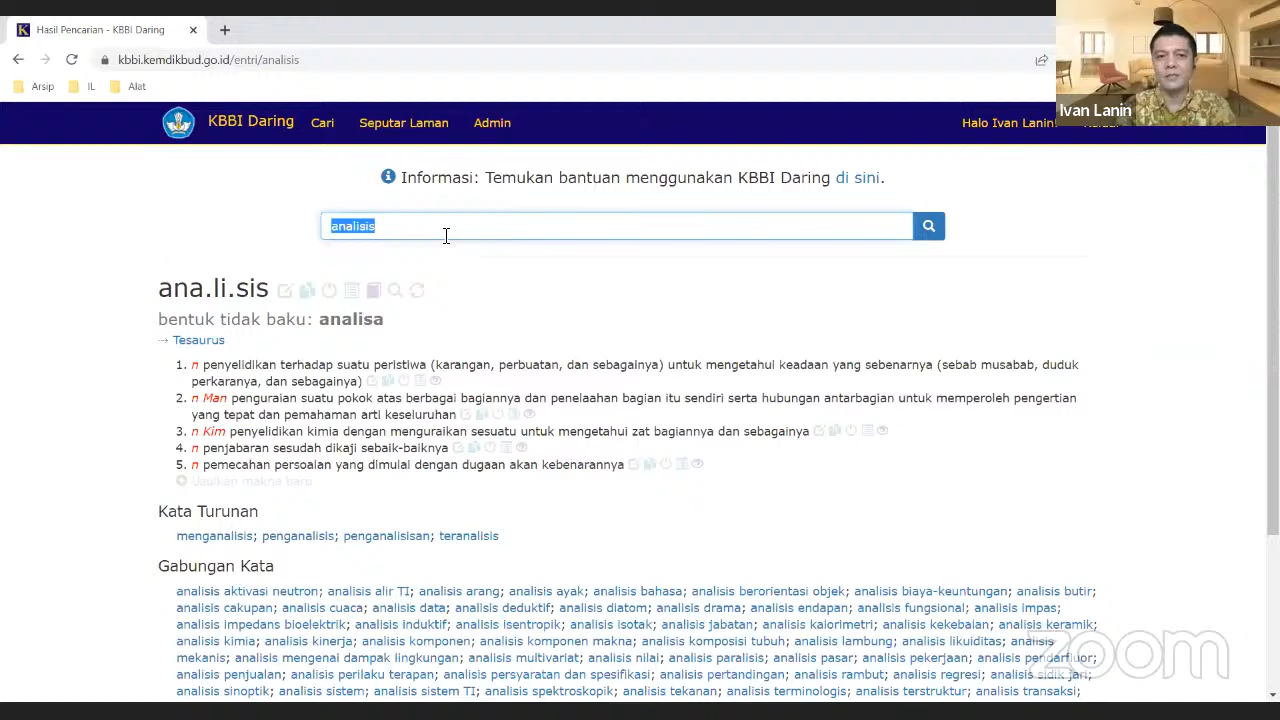 Hasil Pencarian - KBBI Daring
kbbi.kemdikbud.go.id/entri/analisis
Arsip IL Alat
Ivan Lanin
KBBI Daring Cari Seputar Laman Admin Halo Ivan Lanin!
Informasi: Temukan bantuan menggunakan KBBI Daring di sini.
analisis
ana.li.sis
bentuk tidak baku: analisa
→ Tesaurus
1. n penyelidikan terhadap suatu peristiwa (karangan, perbuatan, dan sebagainya) untuk mengetahui keadaan yang sebenarnya (sebab musabab, duduk
perkaranya, dan sebagainya)
2. n Man penguraian suatu pokok atas berbagai bagiannya dan penelaahan bagian itu sendiri serta hubungan antarbagian untuk memperoleh pengertian
yang tepat dan pemahaman arti keseluruhan
3. n Kim penyelidikan kimia dengan menguraikan sesuatu untuk mengetahui zat bagiannya dan sebagainya
4. n penjabaran sesudah dikaji sebaik-baiknya
5. n pemecahan persoalan yang dimulai dengan dugaan akan kebenarannya
Usulkan makna baru
Kata Turunan
menganalisis; penganalisis; penganalisisan; teranalisis
Gabungan Kata
analisis aktivasi neutron; analisis alir TI; analisis arang; analisis ayak; analisis bahasa; analisis berorientasi objek; analisis biaya-keuntungan; analisis butir;
analisis cakupan; analisis cuaca; analisis data; analisis deduktif; analisis diatom; analisis drama; analisis endapan; analisis fungsional; analisis impas;
analisis impedans bioelektrik; analisis induktif; analisis isentropik; analisis isotak; analisis jabatan; analisis kalorimetri; analisis kekebalan; analisis keramik;
analisis kimia; analisis kinerja; analisis komponen; analisis komponen makna; analisis komposisi tubuh; analisis lambung; analisis likuiditas; analisis
mekanis; analisis mengenai dampak lingkungan; analisis multivariat; analisis nilai; analisis paralisis; analisis pasar; analisis pekerjaan; analisis pendarfluor;
analisis penjualan; analisis perilaku terapan; analisis persyaratan dan spesifikasi; analisis pertandingan; analisis rambut; analisis regresi; analisis sidik jari;
analisis sinoptik; analisis sistem; analisis sistem TI; analisis spektroskopik; analisis tekanan; analisis terminologis; analisis terstruktur; analisis transaksi;
zoom